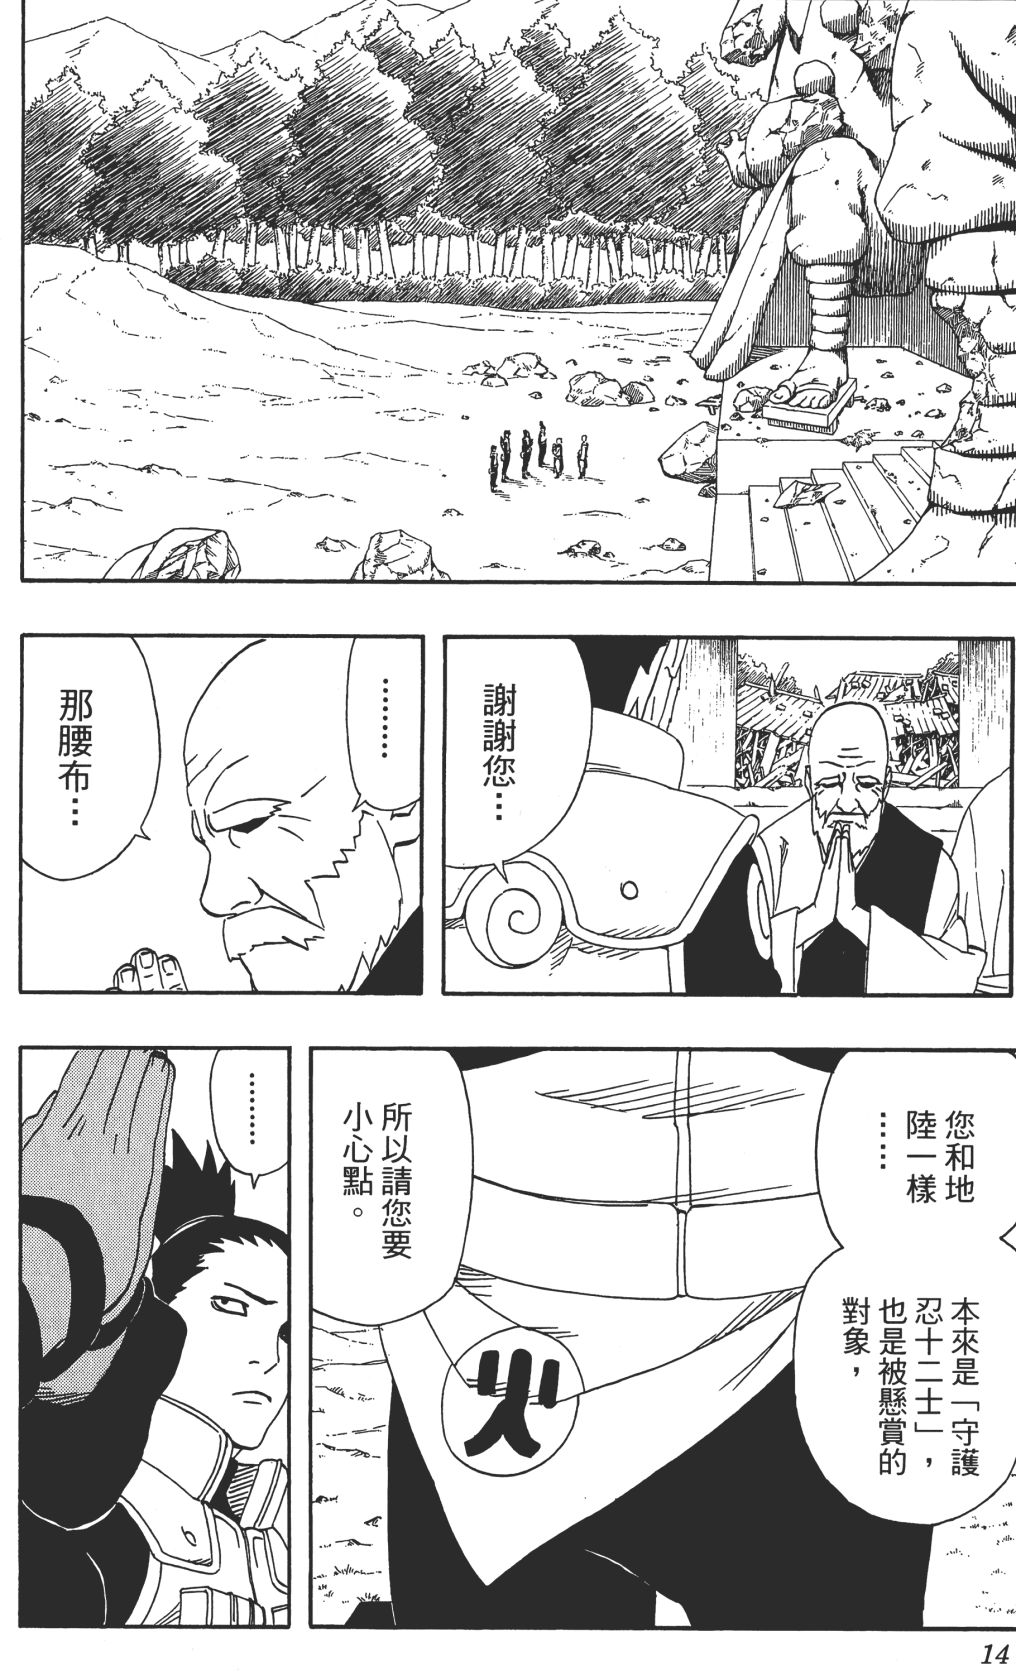 謝謝您…
………
那腰布…
您和地
陸一樣
……
本來是「守護
忍十二士」，
也是被懸賞的
對象，
所以請您要
小心點。
火
………
14